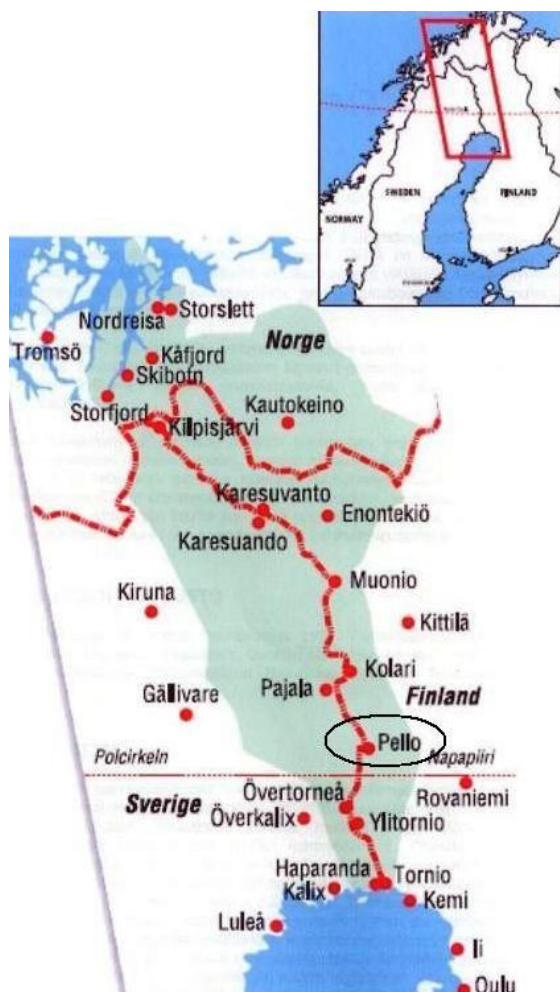 SWEDEN
FINLAND
NORWAY
Nordreisa
Storslett
Tromsö
Norge
Kåfjord
Skibotn
Storfjord
Kautokeino
Kilpisjärvi
Karesuvanto
Enontekiö
Karesuando
Muonio
Kiruna
Kittilä
Kolari
Pajala
Finland
Gällivare
Pello
Polcirkeln
Napapiiri
Sverige
Övertorneå
Rovaniemi
Överkalix
Ylitornio
Haparanda
Tornio
Kalix
Kemi
Luleå
Ii
Oulu